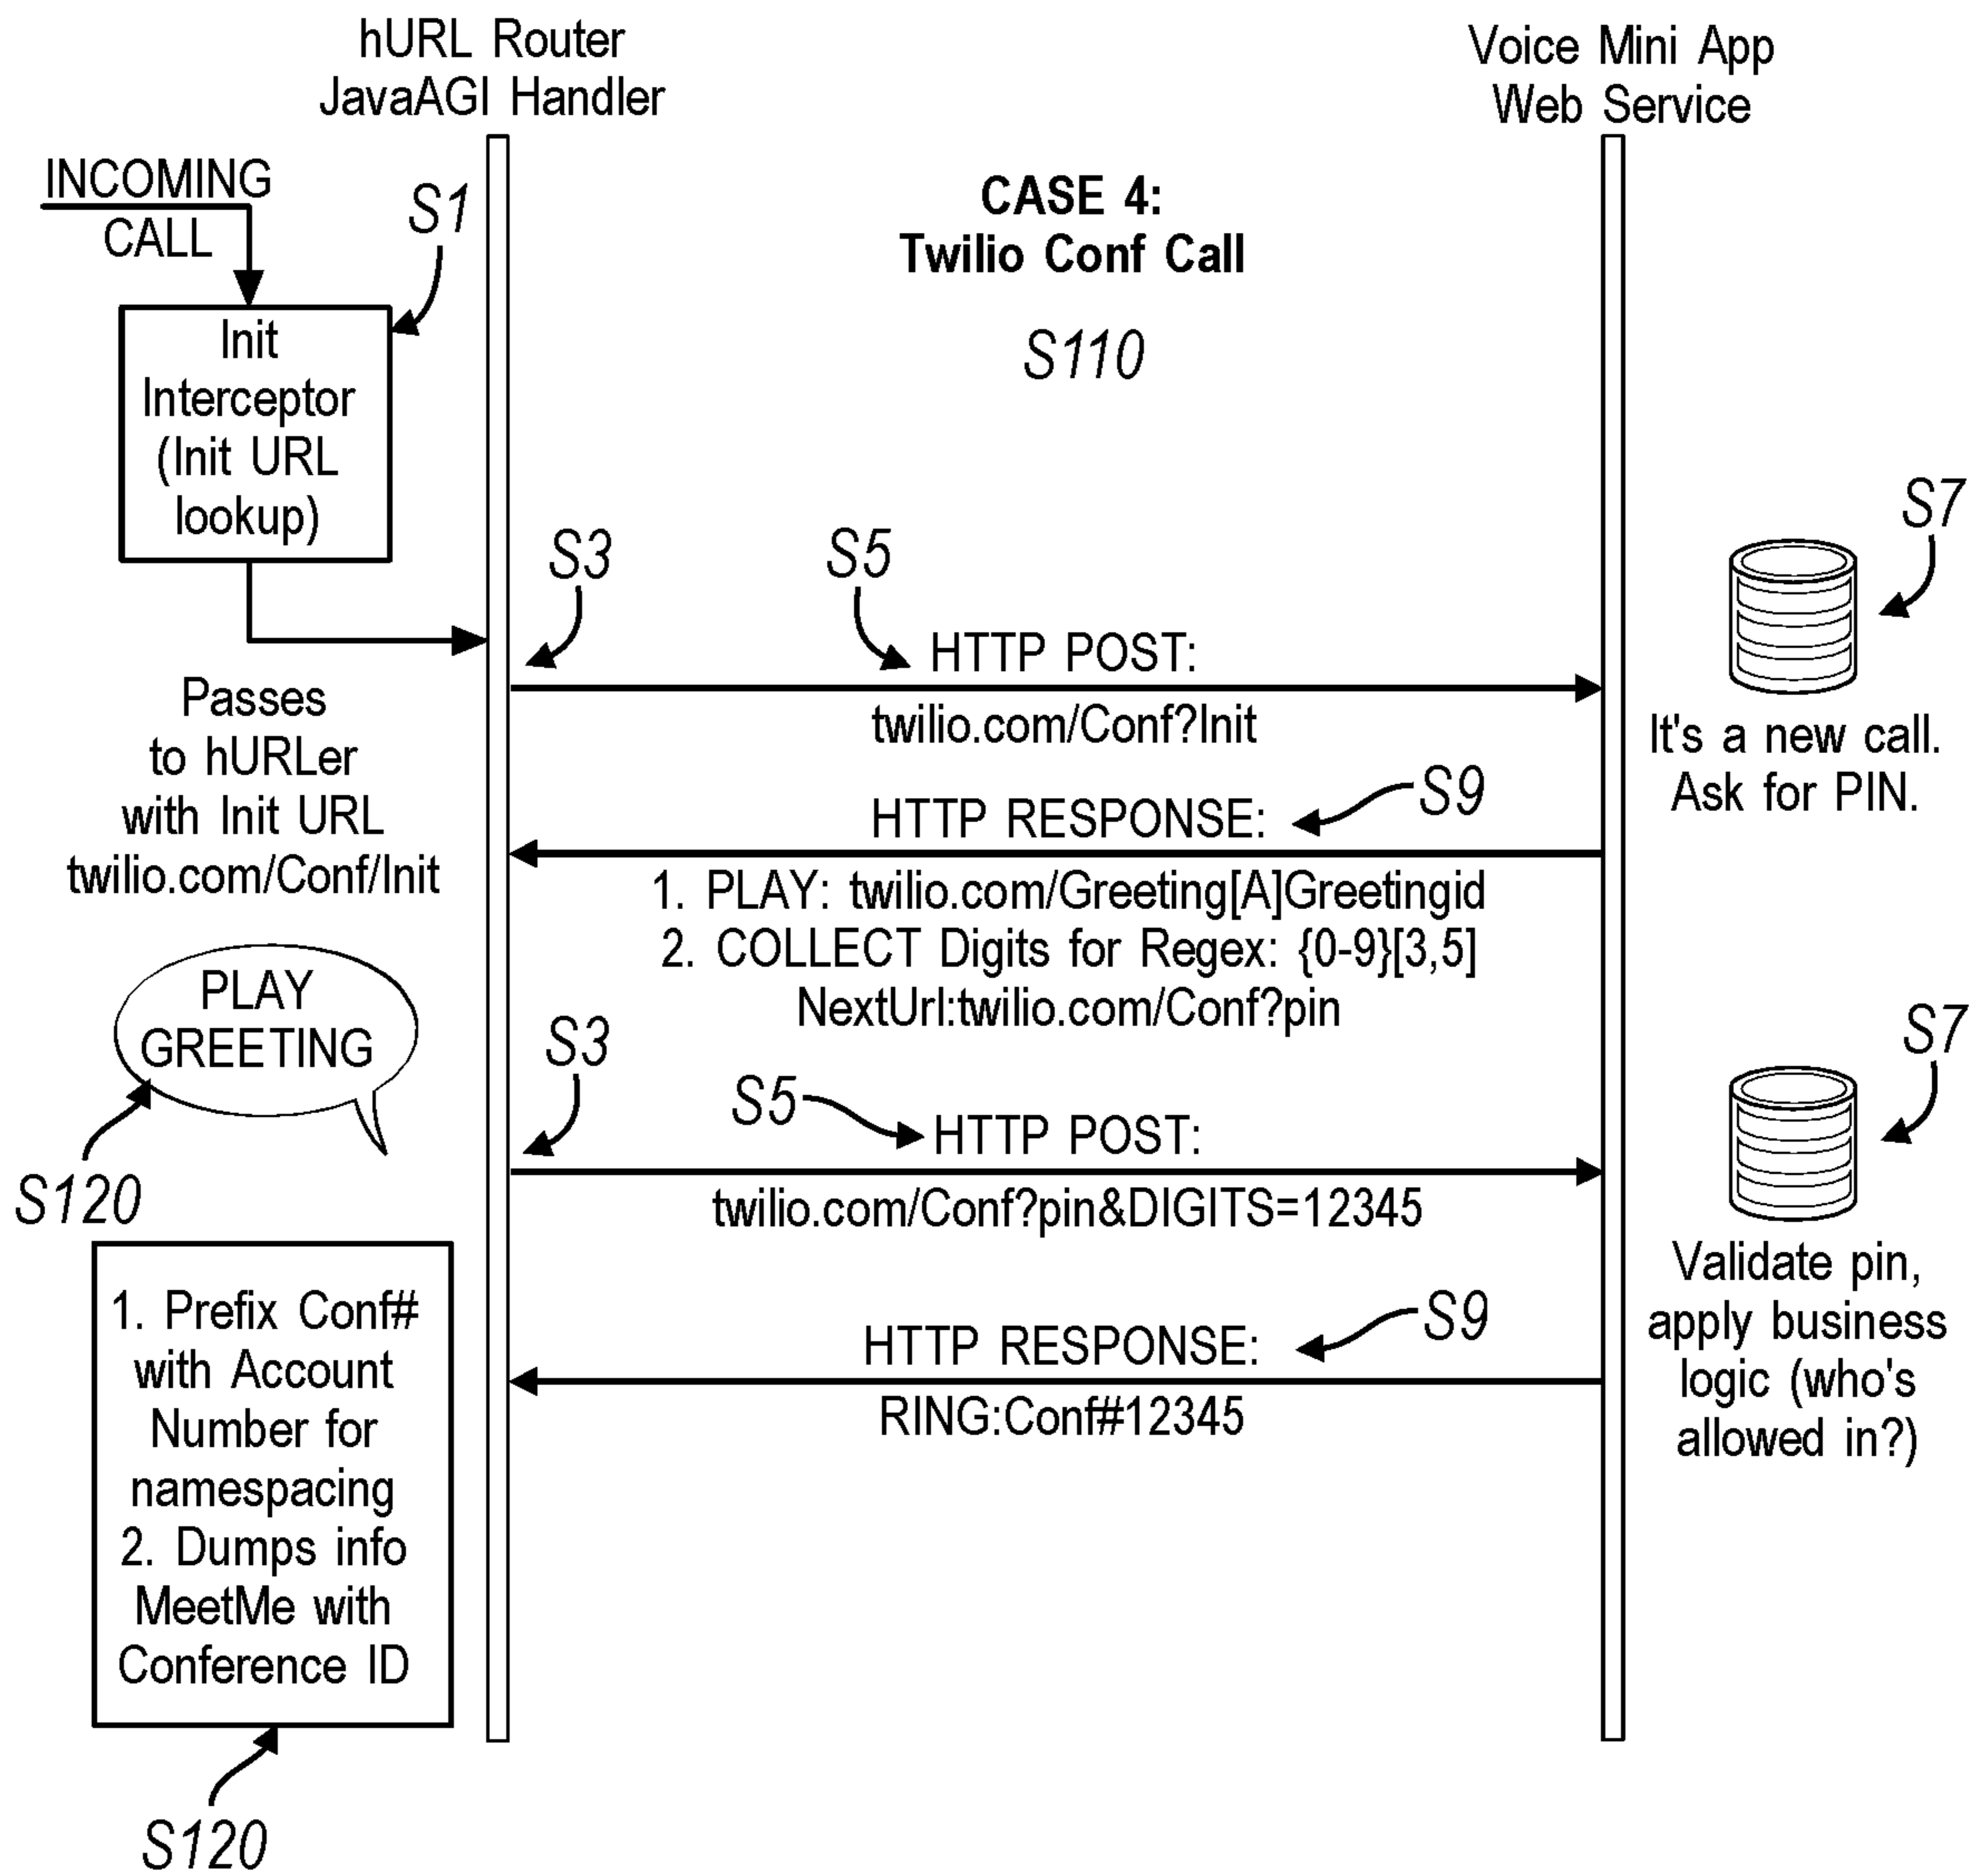 hURL Router
JavaAGI Handler
Voice Mini App
Web Service
INCOMING
CALL
S1
CASE 4:
Twilio Conf Call
S110
Init
Interceptor
(Init URL
lookup)
S3
S5
S7
HTTP POST:
twilio.com/Conf?Init
Passes
to hURLer
with Init URL
twilio.com/Conf/Init
It's a new call.
Ask for PIN.
S9
HTTP RESPONSE:
1. PLAY: twilio.com/Greeting[A]Greetingid
2. COLLECT Digits for Regex: {0-9}[3,5]
NextUrl:twilio.com/Conf?pin
PLAY
GREETING
S120
S3
S5
S7
HTTP POST:
twilio.com/Conf?pin&DIGITS=12345
Validate pin,
apply business
logic (who's
allowed in?)
S9
HTTP RESPONSE:
RING:Conf#12345
1. Prefix Conf#
with Account
Number for
namespacing
2. Dumps info
MeetMe with
Conference ID
S120